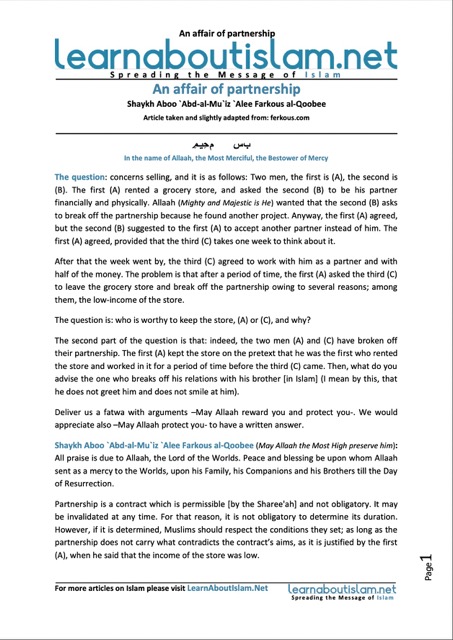 An affair of partnership
learnaboutislam.net
Spreading the Message of Islam
An affair of partnership
Shaykh Aboo `Abd-al-Mu`iz `Alee Farkous al-Qoobee
Article taken and slightly adapted from: ferkous.com
In the name of Allaah, the Most Merciful, the Bestower of Mercy
The question: concerns selling, and it is as follows: Two men, the first is (A), the second is
(B). The first (A) rented a grocery store, and asked the second (B) to be his partner
financially and physically. Allaah (Mighty and Majestic is He) wanted that the second (B) asks
to break off the partnership because he found another project. Anyway, the first (A) agreed,
but the second (B) suggested to the first (A) to accept another partner instead of him. The
first (A) agreed, provided that the third (C) takes one week to think about it.
After that the week went by, the third (C) agreed to work with him as a partner and with
half of the money. The problem is that after a period of time, the first (A) asked the third (C)
to leave the grocery store and break off the partnership owing to several reasons; among
them, the low-income of the store.
The question is: who is worthy to keep the store, (A) or (C), and why?
The second part of the question is that: indeed, the two men (A) and (C) have broken off
their partnership. The first (A) kept the store on the pretext that he was the first who rented
the store and worked in it for a period of time before the third (C) came. Then, what do you
advise the one who breaks off his relations with his brother [in Islam] (I mean by this, that
he does not greet him and does not smile at him).
Deliver us a fatwa with arguments –May Allaah reward you and protect you-. We would
appreciate also –May Allaah protect you- to have a written answer.
Shaykh Aboo `Abd-al-Mu`iz `Alee Farkous al-Qoobee (May Allaah the Most High preserve him):
All praise is due to Allaah, the Lord of the Worlds. Peace and blessing be upon whom Allaah
sent as a mercy to the Worlds, upon his Family, his Companions and his Brothers till the Day
of Resurrection.
Partnership is a contract which is permissible [by the Sharee'ah] and not obligatory. It may
be invalidated at any time. For that reason, it is not obligatory to determine its duration.
However, if it is determined, Muslims should respect the conditions they set; as long as the
partnership does not carry what contradicts the contract's aims, as it is justified by the first
(A), when he said that the income of the store was low.
Page 1
For more articles on Islam please visit LearnAboutIslam.Net
learnaboutislam.net
Spreading the Message of Islam